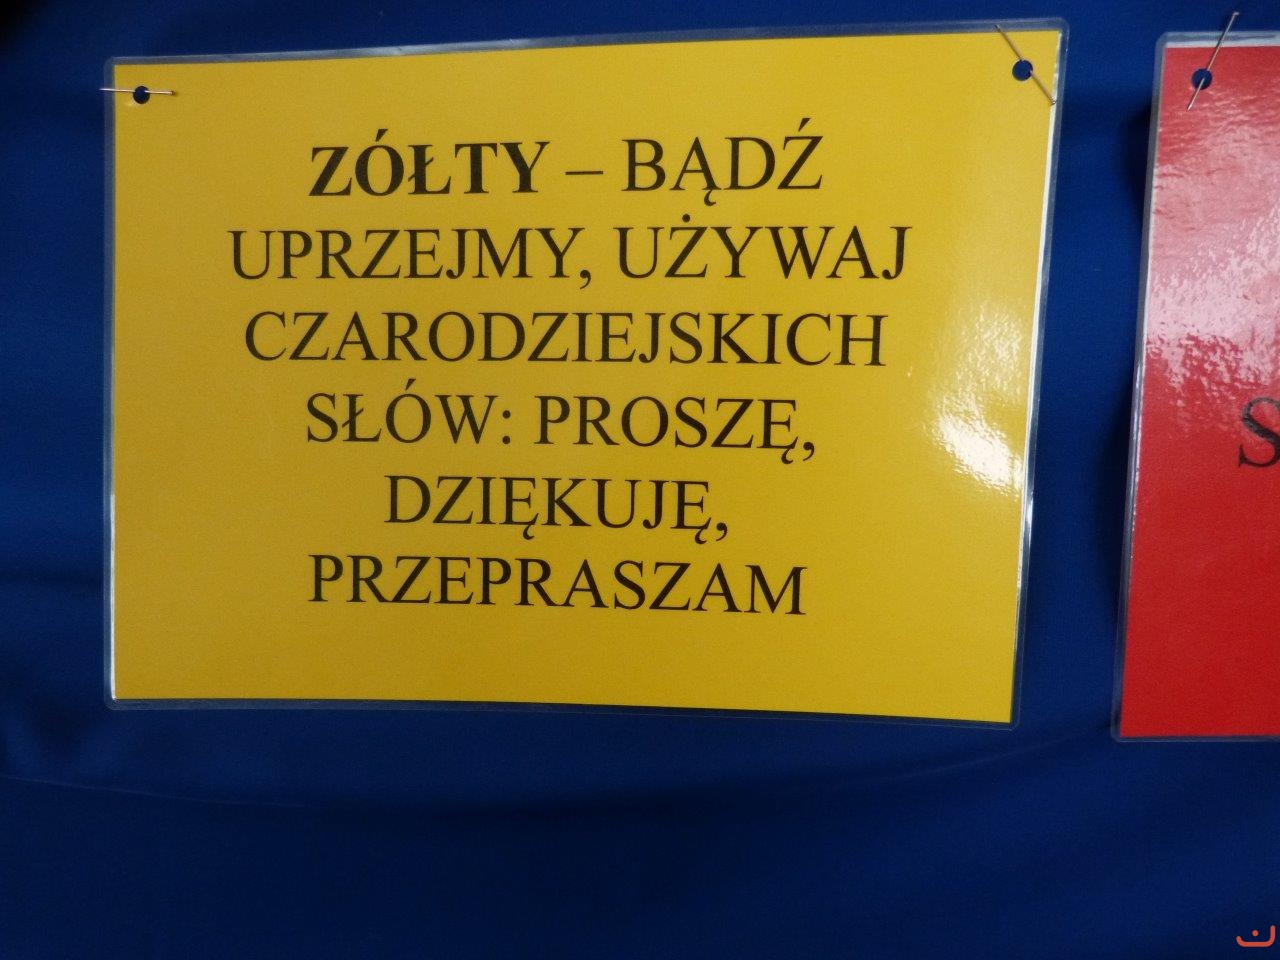 ZÓŁTY – BĄDŹ
UPRZEJMY, UŻYWAJ
CZARODZIEJSKICH
SŁÓW: PROSZĘ,
DZIĘKUJĘ,
PRZEPRASZAM
S